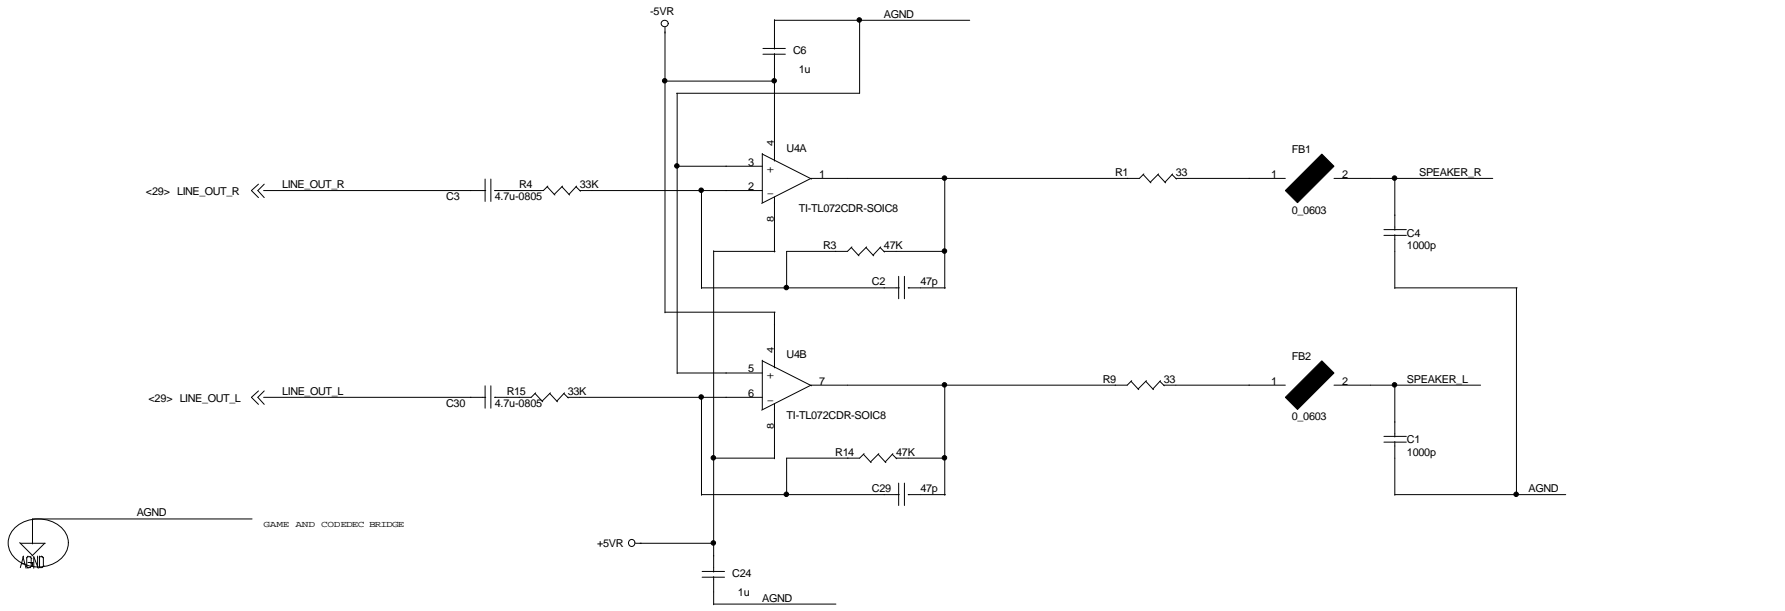 -5VR
AGND
C6
1u
4
U4A
FB1
3
+
1
R1
33
1
2
SPEAKER_R
<29> LINE_OUT_R
LINE_OUT_R
R4
33K
2
-
C3
4.7u-0805
TI-TL072CDR-SOIC8
0_0603
8
C4
1000p
R3
47K
C2
47p
4
U4B
FB2
5
+
7
R9
33
1
2
SPEAKER_L
<29> LINE_OUT_L
LINE_OUT_L
R15
33K
6
-
C30
4.7u-0805
TI-TL072CDR-SOIC8
0_0603
8
C1
1000p
R14
47K
C29
47p
AGND
AGND
GAME AND CODEDEC BRIDGE
AGND
+5VR
C24
1u
AGND